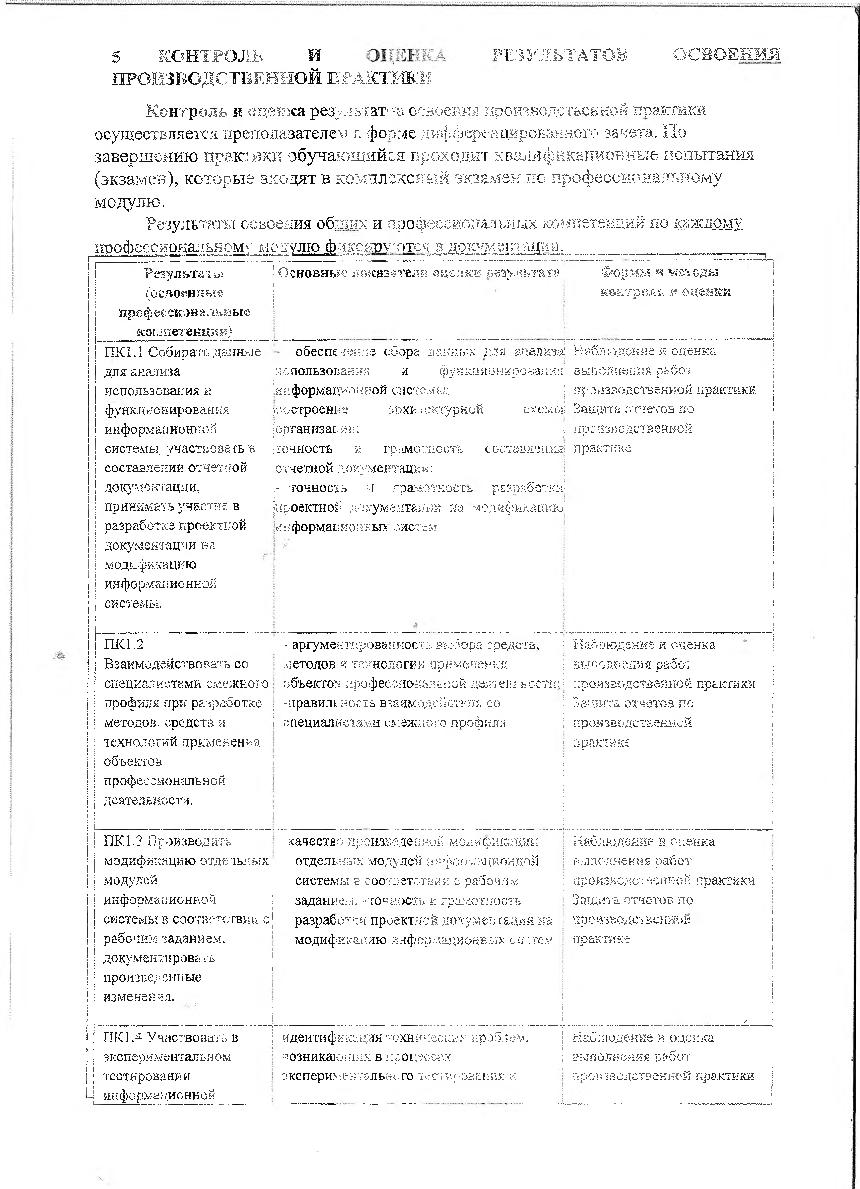 5 КОНТРОЛЬ И ОЦЕНКА РЕЗУЛЬТАТОВ ОСВОЕНИЯ
ПРОИЗВОДСТВЕННОЙ ПРАКТИКИ
Контроль и оценка результатов освоения производственной практики
осуществляется преподавателем в форме дифференцированного зачета. По
завершению практики обучающийся проходит квалификационные испытания
(экзамен), которые входят в комплексный экзамен по профессиональному
модулю.
Результаты освоения общих и профессиональных компетенций по каждому
профессиональному модулю фиксируются в документации.
Результаты
(освоенные
профессиональные
компетенции)
Основные показатели оценки результата
Формы и методы
контроля и оценки
ПК1.1 Собирать данные
для анализа
использования и
функционирования
информационной
системы, участвовать в
составлении отчетной
документации,
принимать участие в
разработке проектной
документации на
модификацию
информационной
системы.
- обеспечение сбора данных для анализа
использования и функционирования
информационной системы;
построение архитектурной схемы
организации;
точность и грамотность составления
отчетной документации;
- точность и грамотность разработки
проектной документации на модификацию
информационных систем
Наблюдение и оценка
выполнения работ
производственной практики
Защита отчетов по
производственной
практике
ПК1.2
Взаимодействовать со
специалистами смежного
профиля при разработке
методов, средств и
технологий применения
объектов
профессиональной
деятельности.
- аргументированность выбора средств,
методов и технологии применения
объектов профессиональной деятельности;
-правильность взаимодействия со
специалистами смежного профиля
Наблюдение и оценка
выполнения работ
производственной практики
Защита отчетов по
производственной
практике
ПК1.3 Производить
модификацию отдельных
модулей
информационной
системы в соответствии с
рабочим заданием,
документировать
произведенные
изменения.
качество произведенной модификации
отдельных модулей информационной
системы в соответствии с рабочим
заданием, -точность и грамотность
разработки проектной документации на
модификацию информационных систем
Наблюдение и оценка
выполнения работ
производственной практики
Защита отчетов по
производственной
практике
ПК1.4 Участвовать в
экспериментальном
тестировании
информационной
идентификация технических проблем,
возникающих в процессе
экспериментального тестирования и
Наблюдение и оценка
выполнения работ
производственной практики